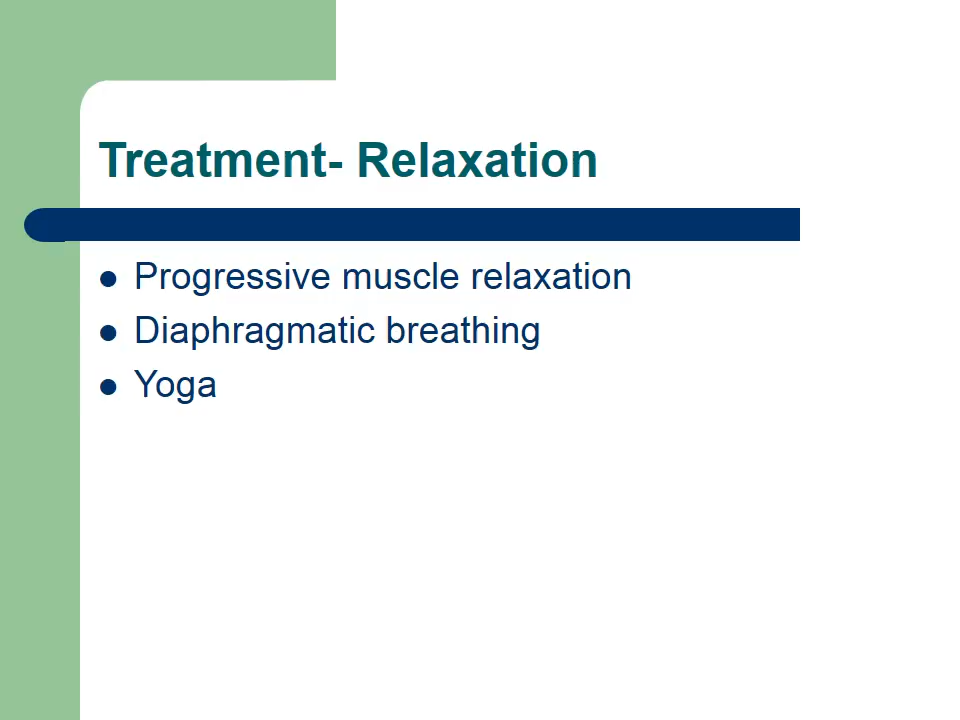 Treatment- Relaxation
Progressive muscle relaxation
Diaphragmatic breathing
Yoga